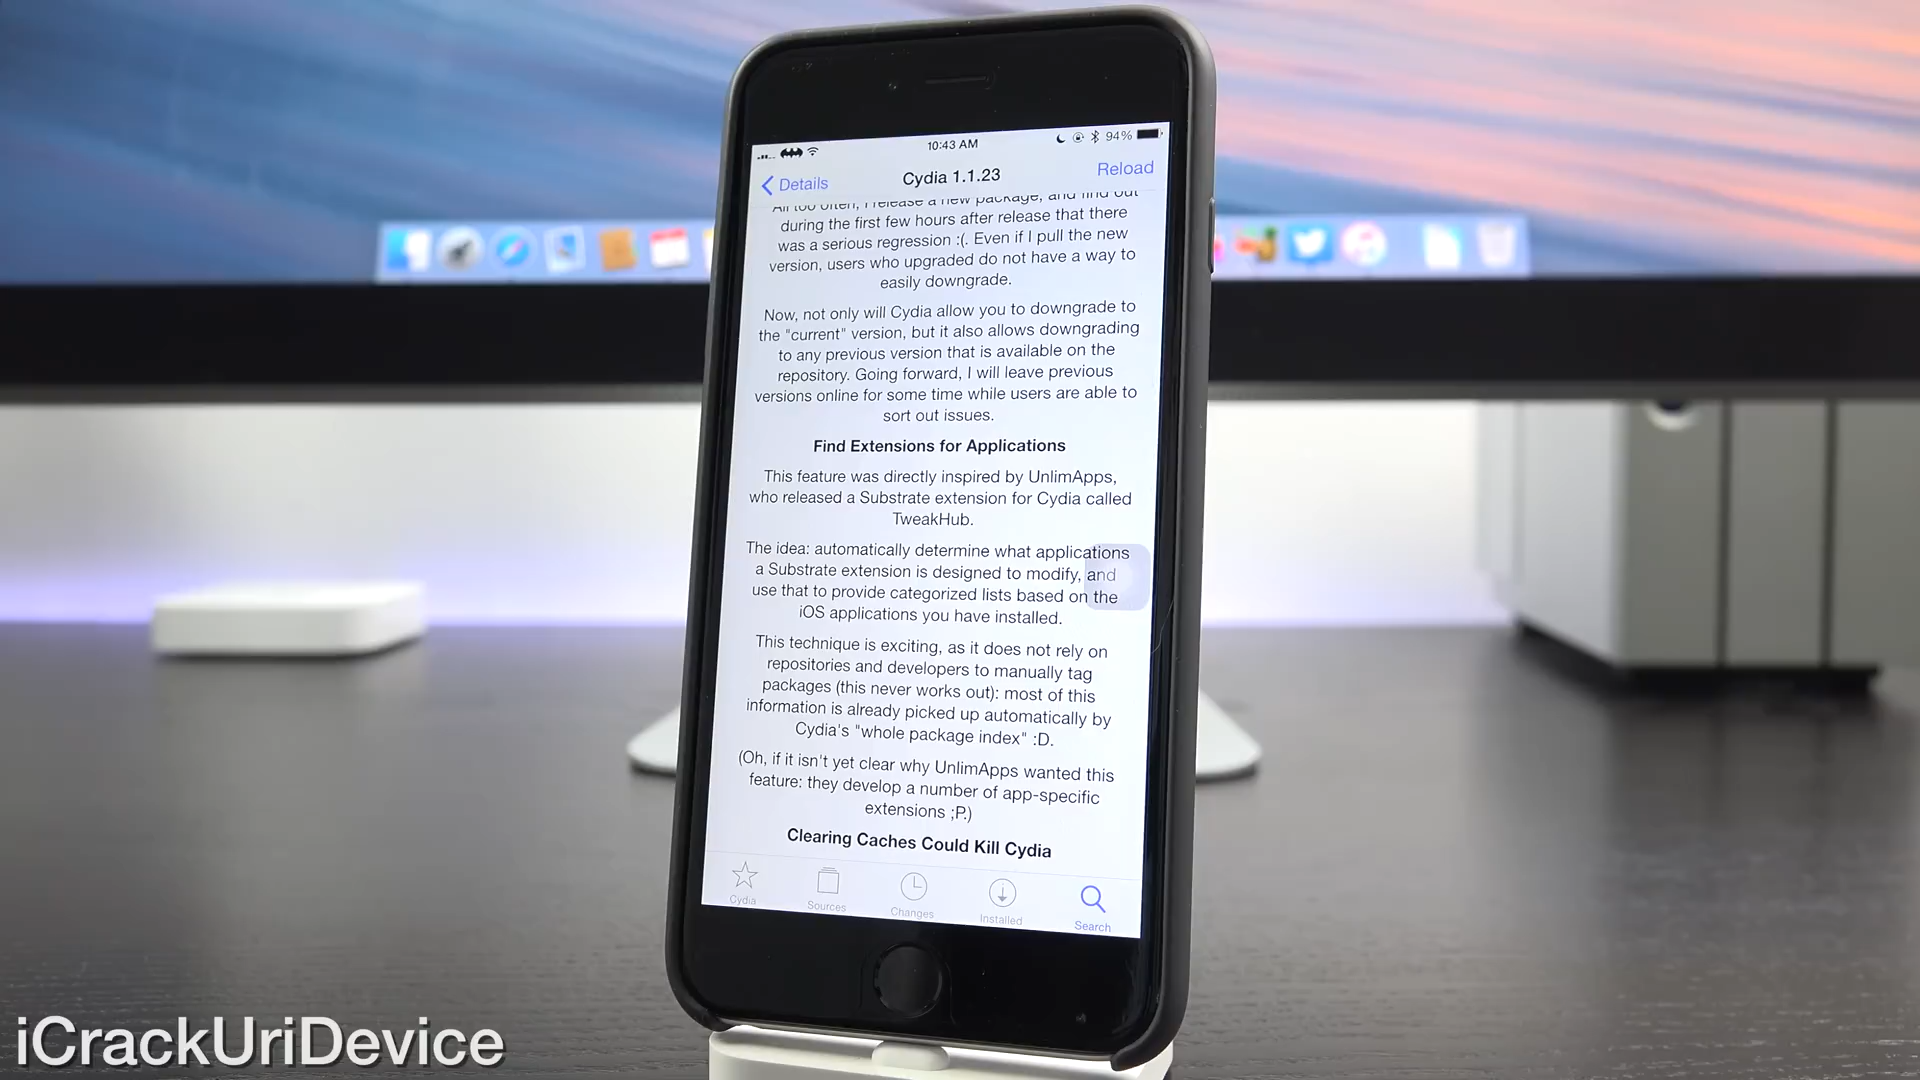 10:43 AM
94%
Details
Cydia 1.1.23
Reload
All too often, I release a new package, and find out
during the first few hours after release that there
was a serious regression :(. Even if I pull the new
version, users who upgraded do not have a way to
easily downgrade.
Now, not only will Cydia allow you to downgrade to
the "current" version, but it also allows downgrading
to any previous version that is available on the
repository. Going forward, I will leave previous
versions online for some time while users are able to
sort out issues.
Find Extensions for Applications
This feature was directly inspired by UnlimApps,
who released a Substrate extension for Cydia called
TweakHub.
The idea: automatically determine what applications
a Substrate extension is designed to modify, and
use that to provide categorized lists based on the
iOS applications you have installed.
This technique is exciting, as it does not rely on
repositories and developers to manually tag
packages (this never works out): most of this
information is already picked up automatically by
Cydia's "whole package index" :D.
(Oh, if it isn't yet clear why UnlimApps wanted this
feature: they develop a number of app-specific
extensions ;P.)
Clearing Caches Could Kill Cydia
Cydia
Sources
Changes
Installed
Search
iCrackUriDevice